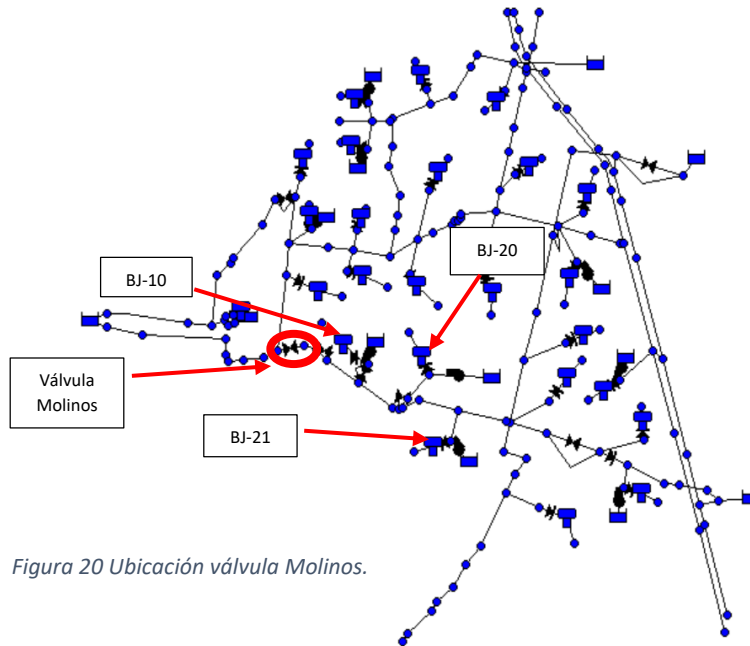 BJ-20
BJ-10
Válvula
Molinos
BJ-21
Figura 20 Ubicación válvula Molinos.